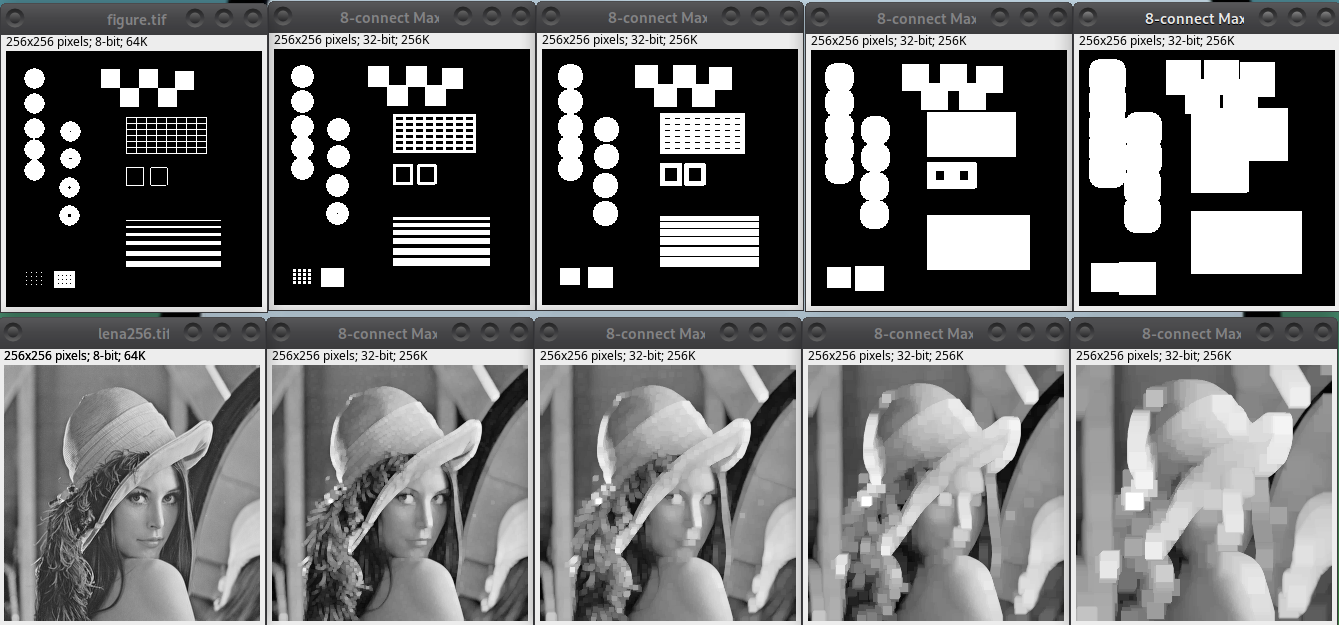 figure.tif
256x256 pixels; 8-bit; 64K
8-connect Max
256x256 pixels; 32-bit; 256K
8-connect Max
256x256 pixels; 32-bit; 256K
8-connect Max
256x256 pixels; 32-bit; 256K
8-connect Max
256x256 pixels; 32-bit; 256K
lena256.tif
256x256 pixels; 8-bit; 64K
8-connect Max
256x256 pixels; 32-bit; 256K
8-connect Max
256x256 pixels; 32-bit; 256K
8-connect Max
256x256 pixels; 32-bit; 256K
8-connect Max
256x256 pixels; 32-bit; 256K